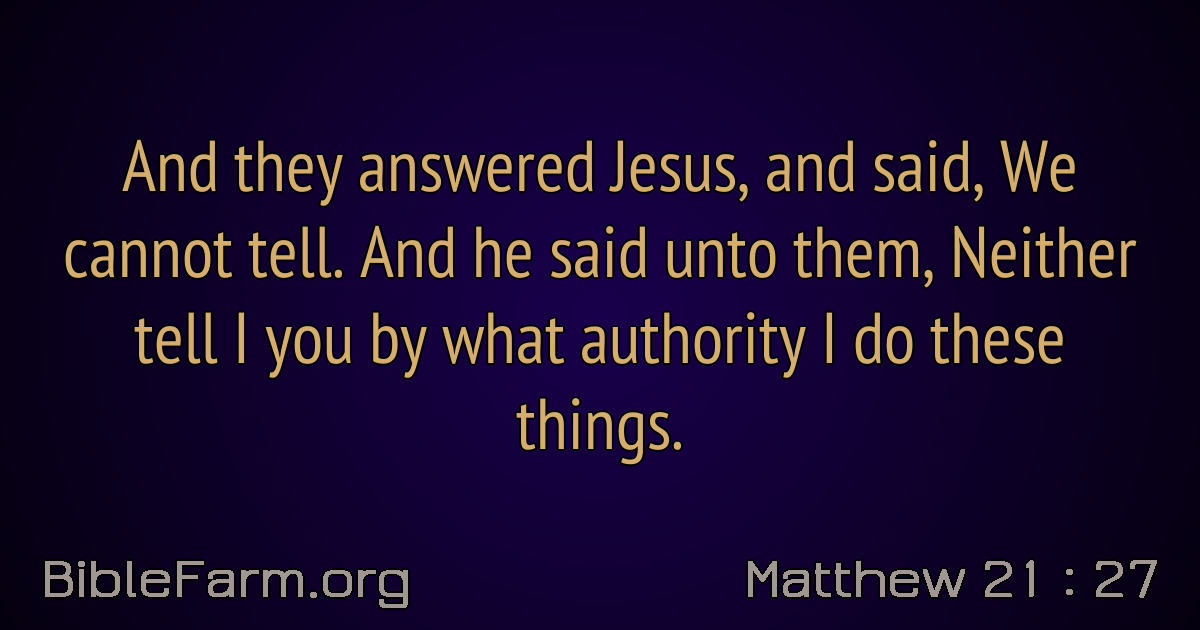 And they answered Jesus, and said, We
cannot tell. And he said unto them, Neither
tell I you by what authority I do these
things.
BibleFarm.org
Matthew 21 : 27